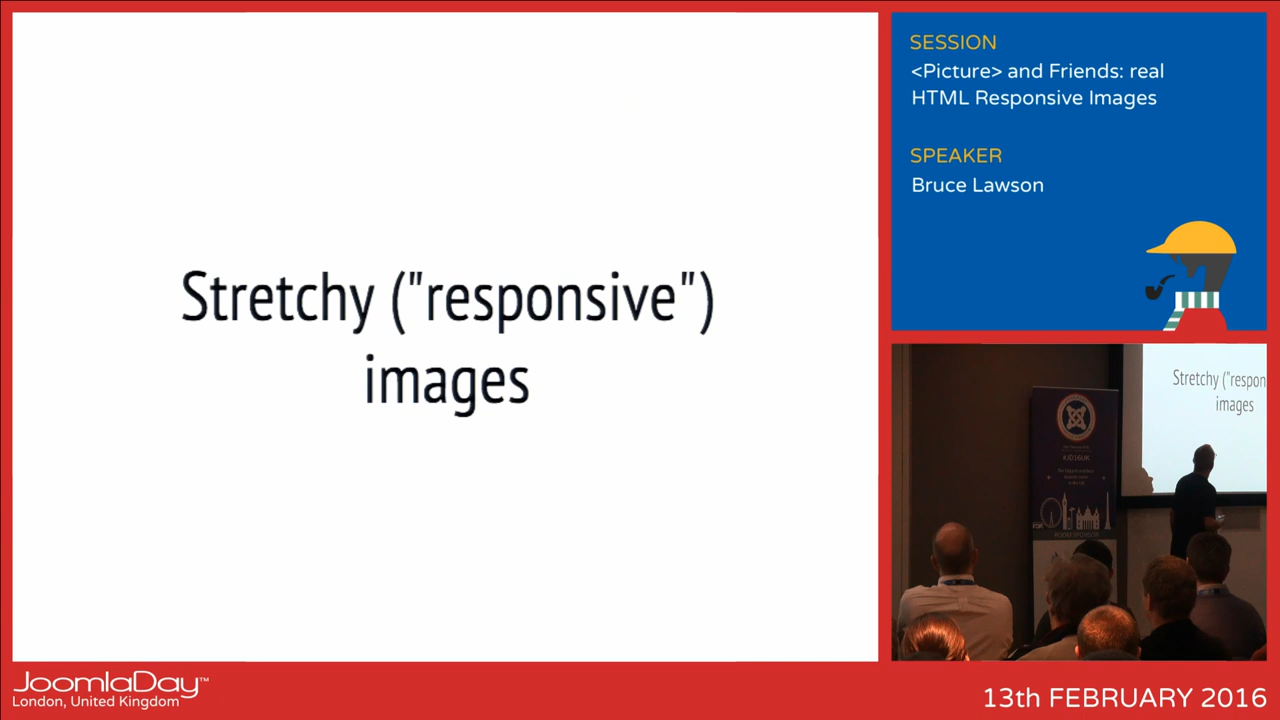 Stretchy ("responsive")
images
SESSION
<Picture> and Friends: real
HTML Responsive Images
SPEAKER
Bruce Lawson
Stretchy ("respon
images
JoomlaDay™
London, United Kingdom
13th FEBRUARY 2016